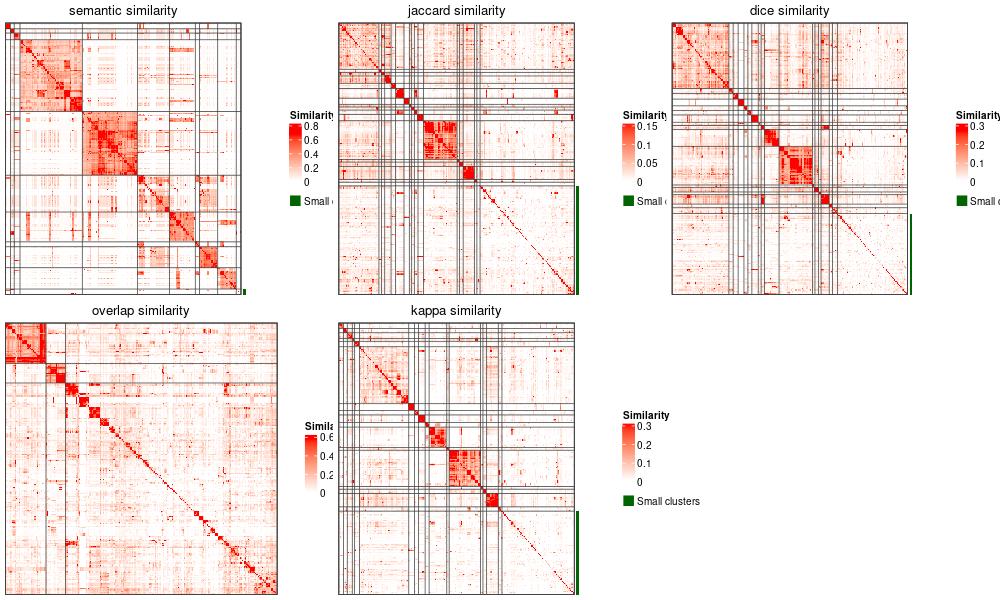 semantic similarity
Similarity
0.8
0.6
0.4
0.2
0
Small
jaccard similarity
Similarity
0.15
0.1
0.05
0
Small
dice similarity
Similarity
0.3
0.2
0.1
0
Small c
overlap similarity
Simila
0.6
0.4
0.2
0
kappa similarity
Similarity
0.3
0.2
0.1
0
Small clusters